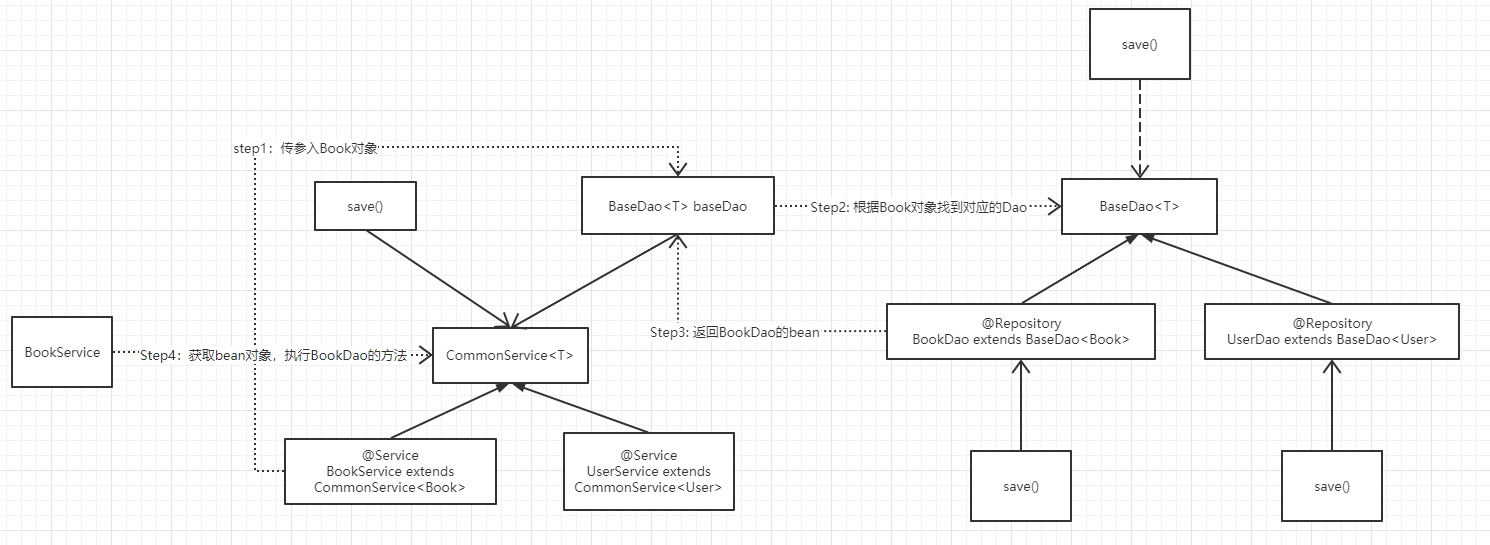 save()
step1：传参入Book对象
save()
BaseDao<T> baseDao
Step2: 根据Book对象找到对应的Dao
BaseDao<T>
BookService
Step4：获取bean对象，执行BookDao的方法
CommonService<T>
Step3: 返回BookDao的bean
@Repository
BookDao extends BaseDao<Book>
@Repository
UserDao extends BaseDao<User>
@Service
BookService extends
CommonService<Book>
@Service
UserService extends
CommonService<User>
save()
save()